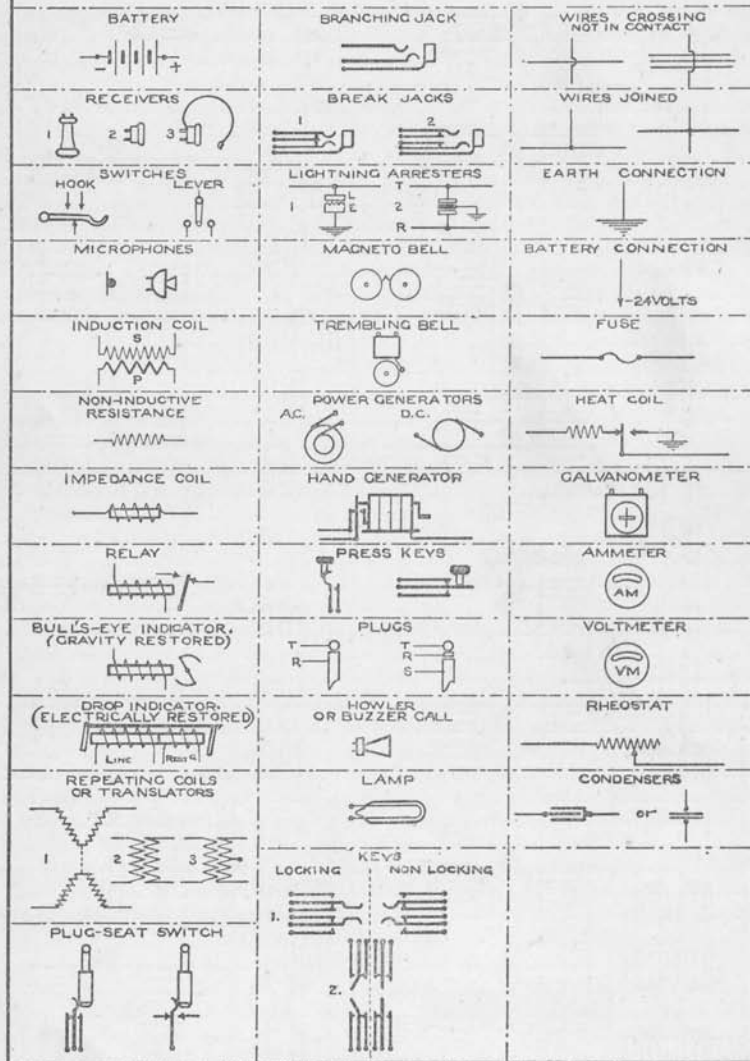 BATTERY
- +
RECEIVERS
1 2 3
SWITCHES
HOOK LEVER
MICROPHONES
INDUCTION COIL
S
P
NON-INDUCTIVE
RESISTANCE
IMPEDANCE COIL
RELAY
BULL'S-EYE INDICATOR.
(GRAVITY RESTORED)
DROP INDICATOR.
(ELECTRICALLY RESTORED)
LINE
REPEATING COILS
OR TRANSLATORS
1 2 3
PLUG-SEAT SWITCH
BRANCHING JACK
BREAK JACKS
1 2
LIGHTNING ARRESTERS
T
1 L 2
E
R
MAGNETO BELL
TREMBLING BELL
POWER GENERATORS
A.C. D.C.
HAND GENERATOR
PRESS KEYS
PLUGS
T T
R R
S
HOWLER
OR BUZZER CALL
LAMP
KEYS
LOCKING NON LOCKING
1.
2.
WIRES CROSSING
NOT IN CONTACT
WIRES JOINED
EARTH CONNECTION
BATTERY CONNECTION
-24VOLTS
FUSE
HEAT COIL
GALVANOMETER
AMMETER
AM
VOLTMETER
VM
RHEOSTAT
CONDENSERS
or